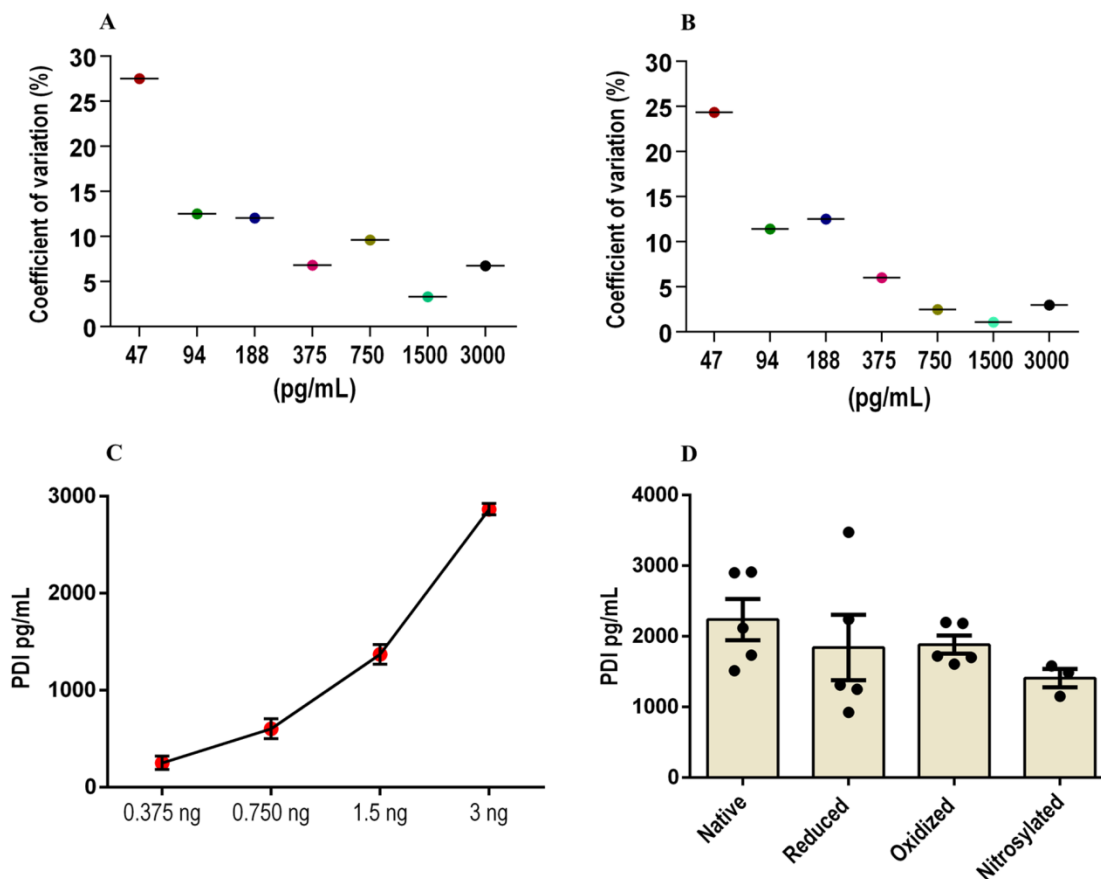 A
Coefficient of variation (%)
30
25
20
15
10
5
0
47 94 188 375 750 1500 3000
(pg/mL)
B
Coefficient of variation (%)
30
25
20
15
10
5
0
47 94 188 375 750 1500 3000
(pg/mL)
C
PDI pg/mL
3000
2000
1000
0
0.375 ng 0.750 ng 1.5 ng 3 ng
D
PDI pg/mL
4000
3000
2000
1000
0
Native
Reduced
Oxidized
Nitrosylated